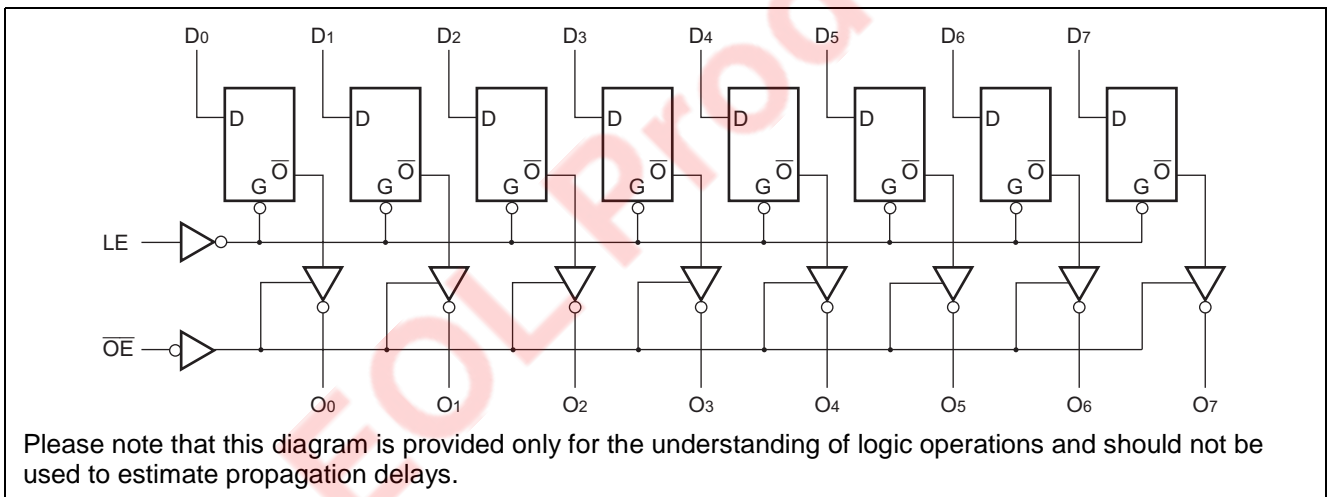 D0 D1 D2 D3 D4 D5 D6 D7
D D D D D D D D
O̅ O̅ O̅ O̅ O̅ O̅ O̅ O̅
G G G G G G G G
LE
O̅E̅
O0 O1 O2 O3 O4 O5 O6 O7
Please note that this diagram is provided only for the understanding of logic operations and should not be
used to estimate propagation delays.
EOL Prod